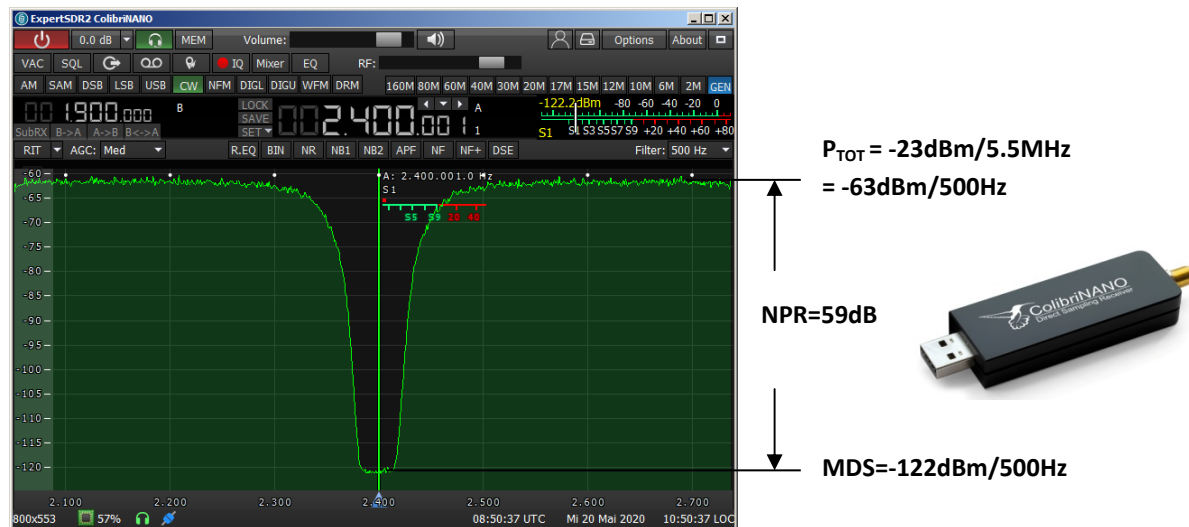 ExpertSDR2 ColibriNANO
0.0 dB MEM Volume: Options About
VAC SQL IQ Mixer EQ RF:
AM SAM DSB LSB USB CW NFM DIGL DIGU WFM DRM 160M 80M 60M 40M 30M 20M 17M 15M 12M 10M 6M 2M GEN
001.900.000 B LOCK 0002.400.001 A -122.2dBm -80 -60 -40 -20 0
SAVE
SubRX B->A A->B B<->A SET 1 S1 S1 S3 S5 S7 S9 +20 +40 +60 +80
RIT AGC: Med R.EQ BIN NR NB1 NB2 APF NF NF+ DSE Filter: 500 Hz
-60 A: 2.400.001.0 Hz
S1
-65
S5 S9 20 40
-70
-75
-80
-85
-90
-95
-100
-105
-110
-115
-120
2.100 2.200 2.300 2.400 2.500 2.600 2.700
800x553 57% 08:50:37 UTC Mi 20 Mai 2020 10:50:37 LOC
PTOT = -23dBm/5.5MHz
= -63dBm/500Hz
NPR=59dB
ColibriNANO
Direct Sampling Receiver
MDS=-122dBm/500Hz